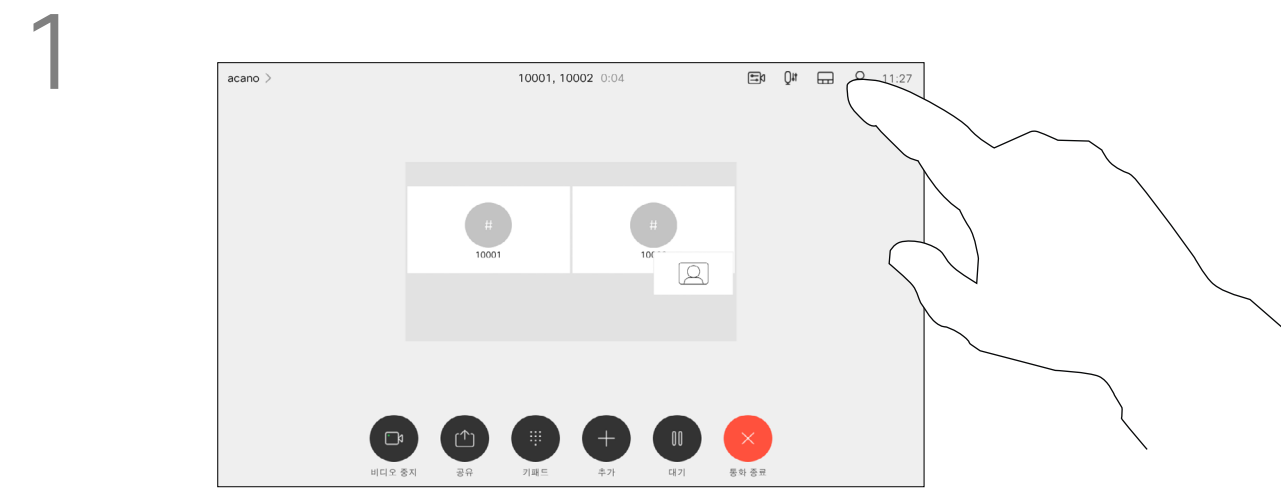 1
acano >
10001, 10002 0:04
11:27
#
#
10001
비디오 중지
공유
키패드
추가
대기
통화 종료